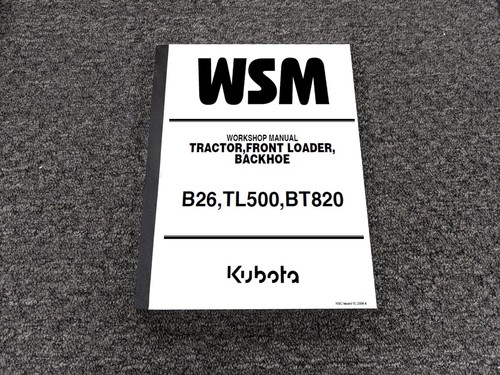 WSM
WORKSHOP MANUAL
TRACTOR,FRONT LOADER,
BACKHOE
B26,TL500,BT820
Kubota